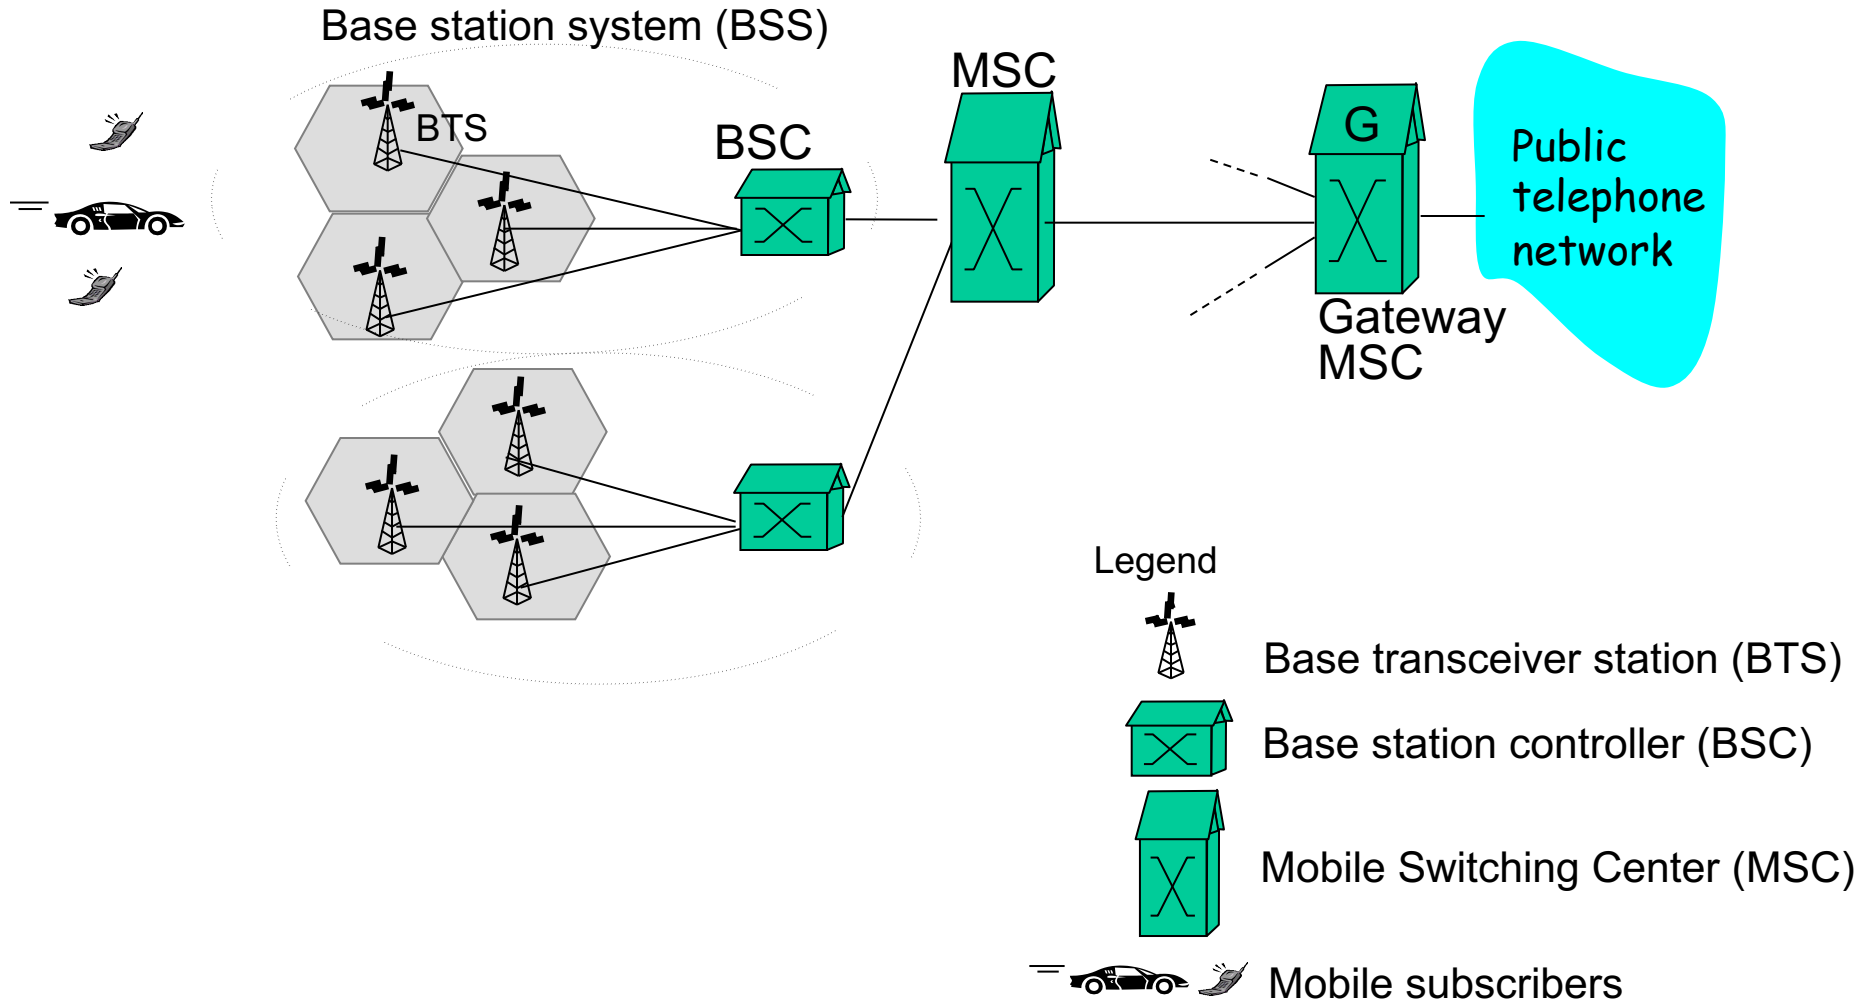 Base station system (BSS)
BTS
BSC
MSC
G
Gateway
MSC
Public
telephone
network
Legend
Base transceiver station (BTS)
Base station controller (BSC)
Mobile Switching Center (MSC)
Mobile subscribers